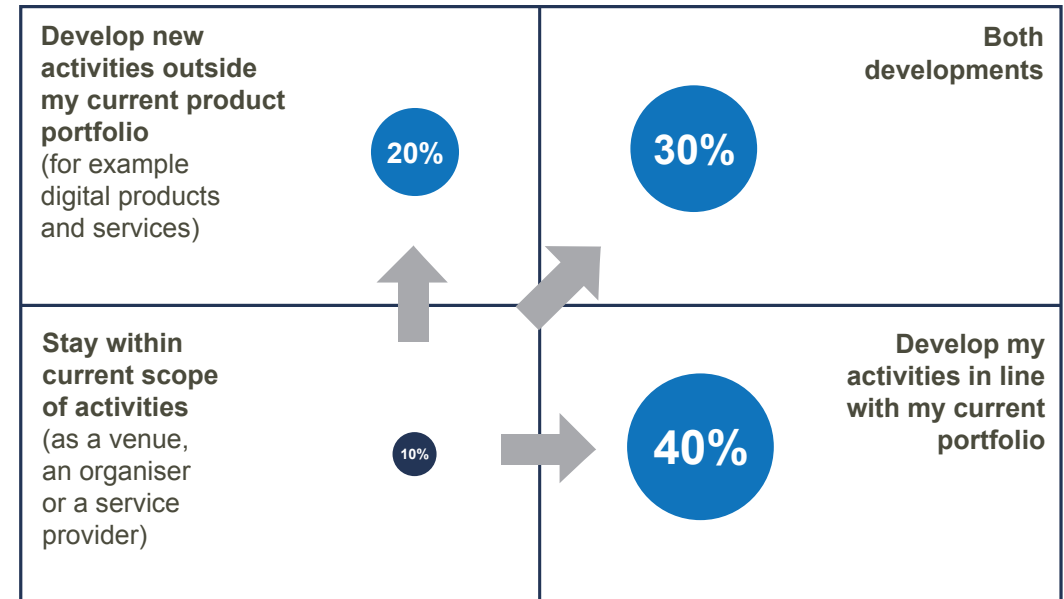 Develop new
activities outside
my current product
portfolio
(for example
digital products
and services)
20%
Both
developments
30%
Stay within
current scope
of activities
(as a venue,
an organiser
or a service
provider)
10%
Develop my
activities in line
with my current
portfolio
40%